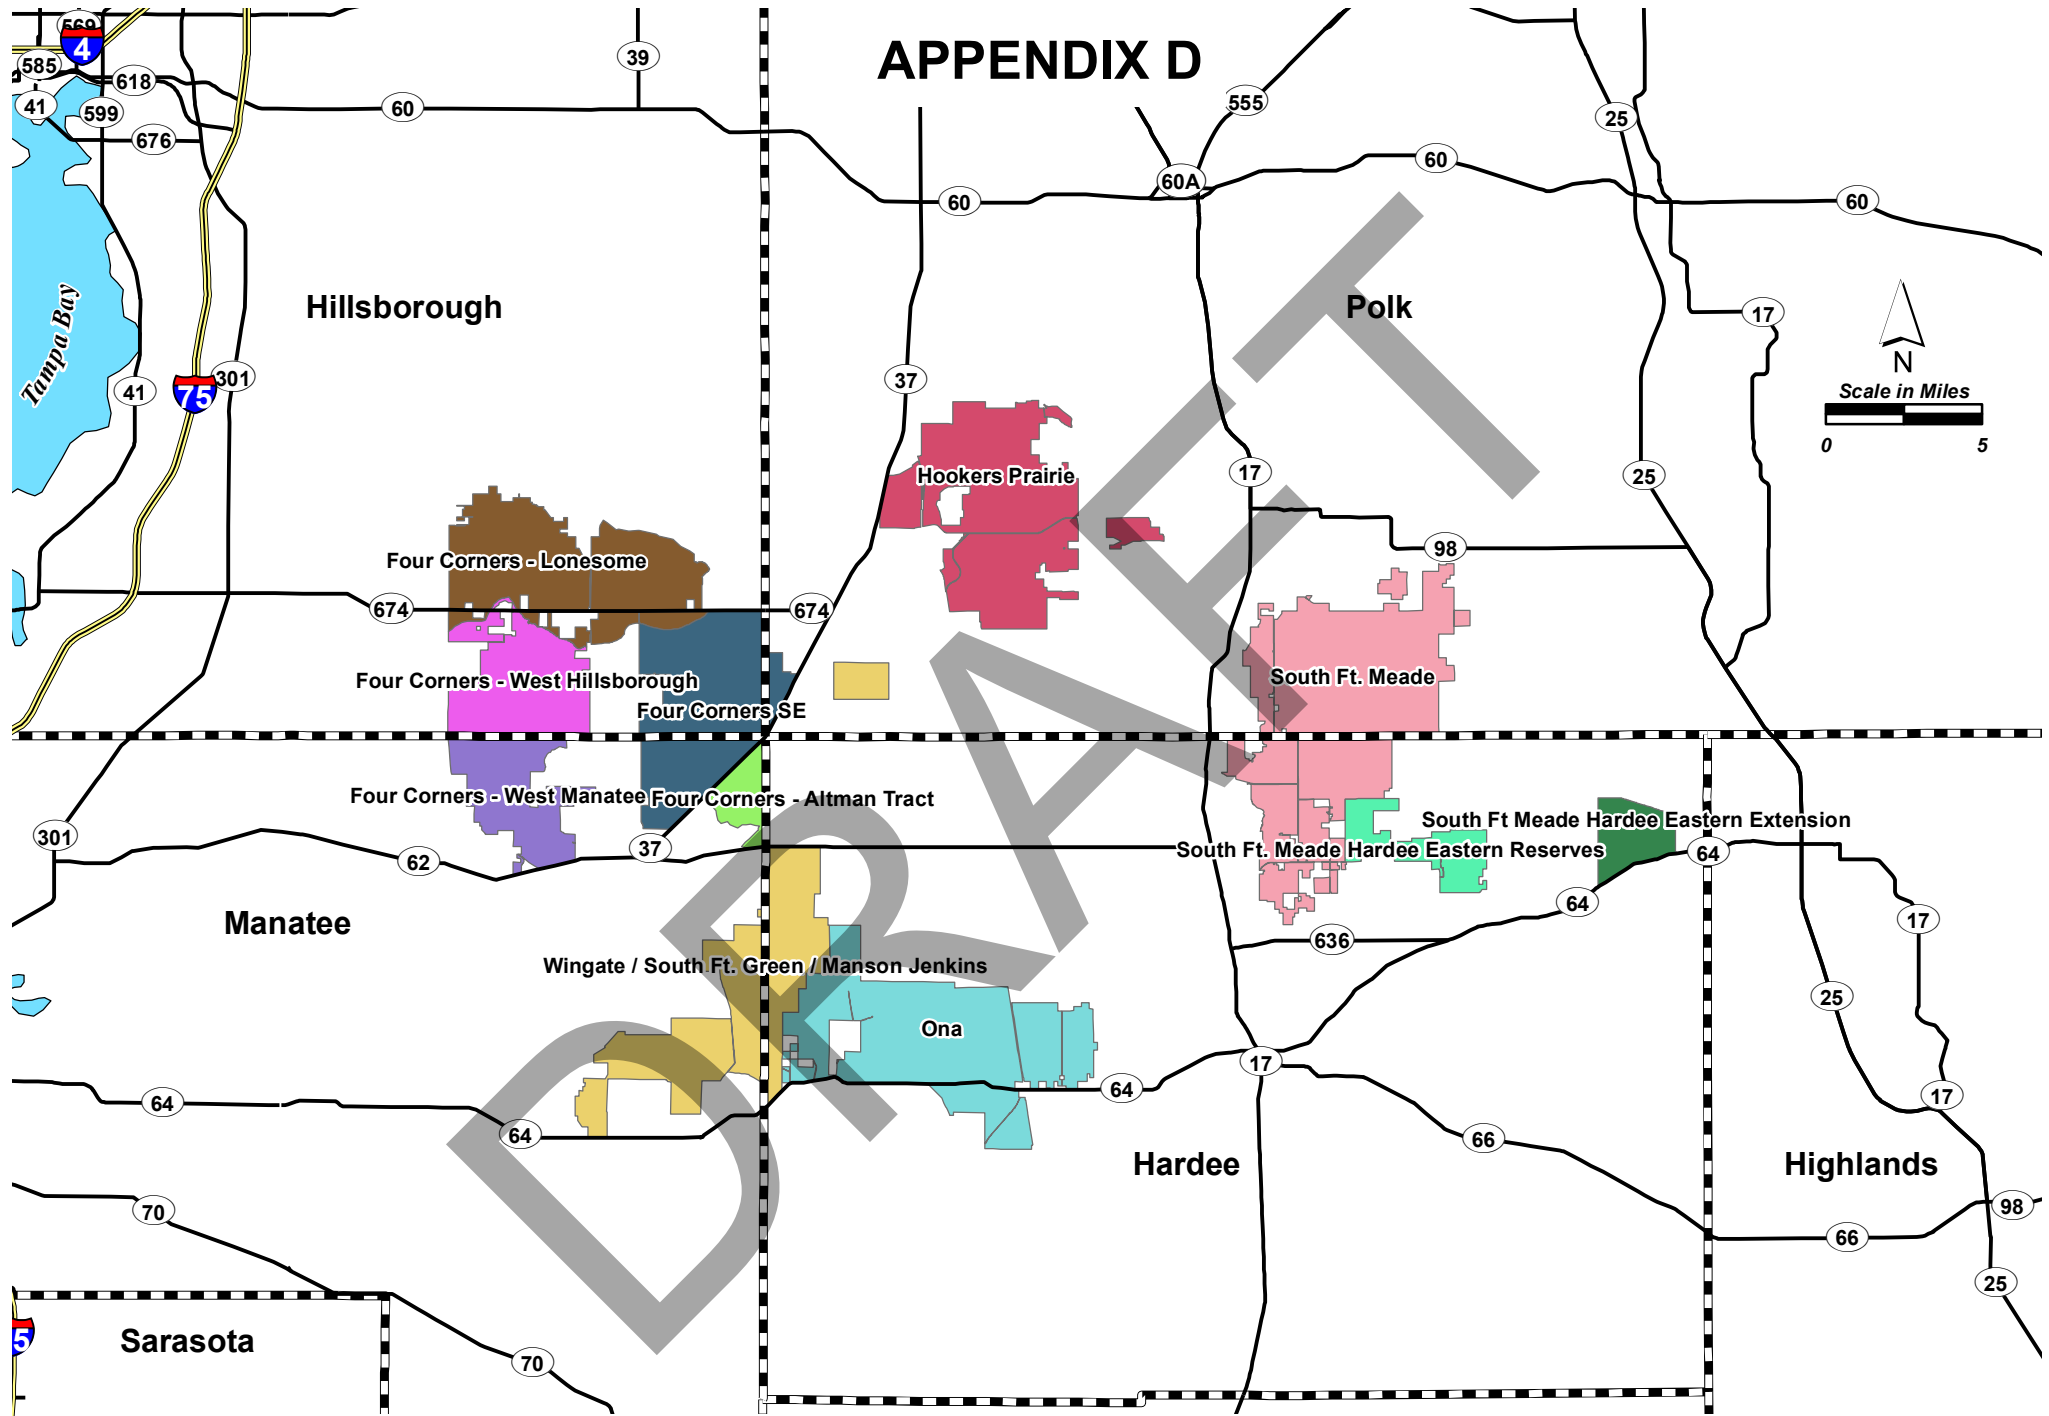 APPENDIX D
569
4
585
618
41
599
676
60
39
555
25
60A
60
60
60
Hillsborough
Polk
Tampa Bay
17
N
Scale in Miles
0 5
41
75
301
37
Hookers Prairie
17
25
98
Four Corners - Lonesome
674
674
Four Corners - West Hillsborough
South Ft. Meade
Four Corners SE
Four Corners - West Manatee
Four Corners - Altman Tract
South Ft Meade Hardee Eastern Extension
301
37
62
South Ft. Meade Hardee Eastern Reserves
64
64
Manatee
17
636
Wingate / South Ft. Green / Manson Jenkins
25
Ona
17
64
64
17
64
66
Hardee
Highlands
70
98
66
25
5
Sarasota
70
DRAFT